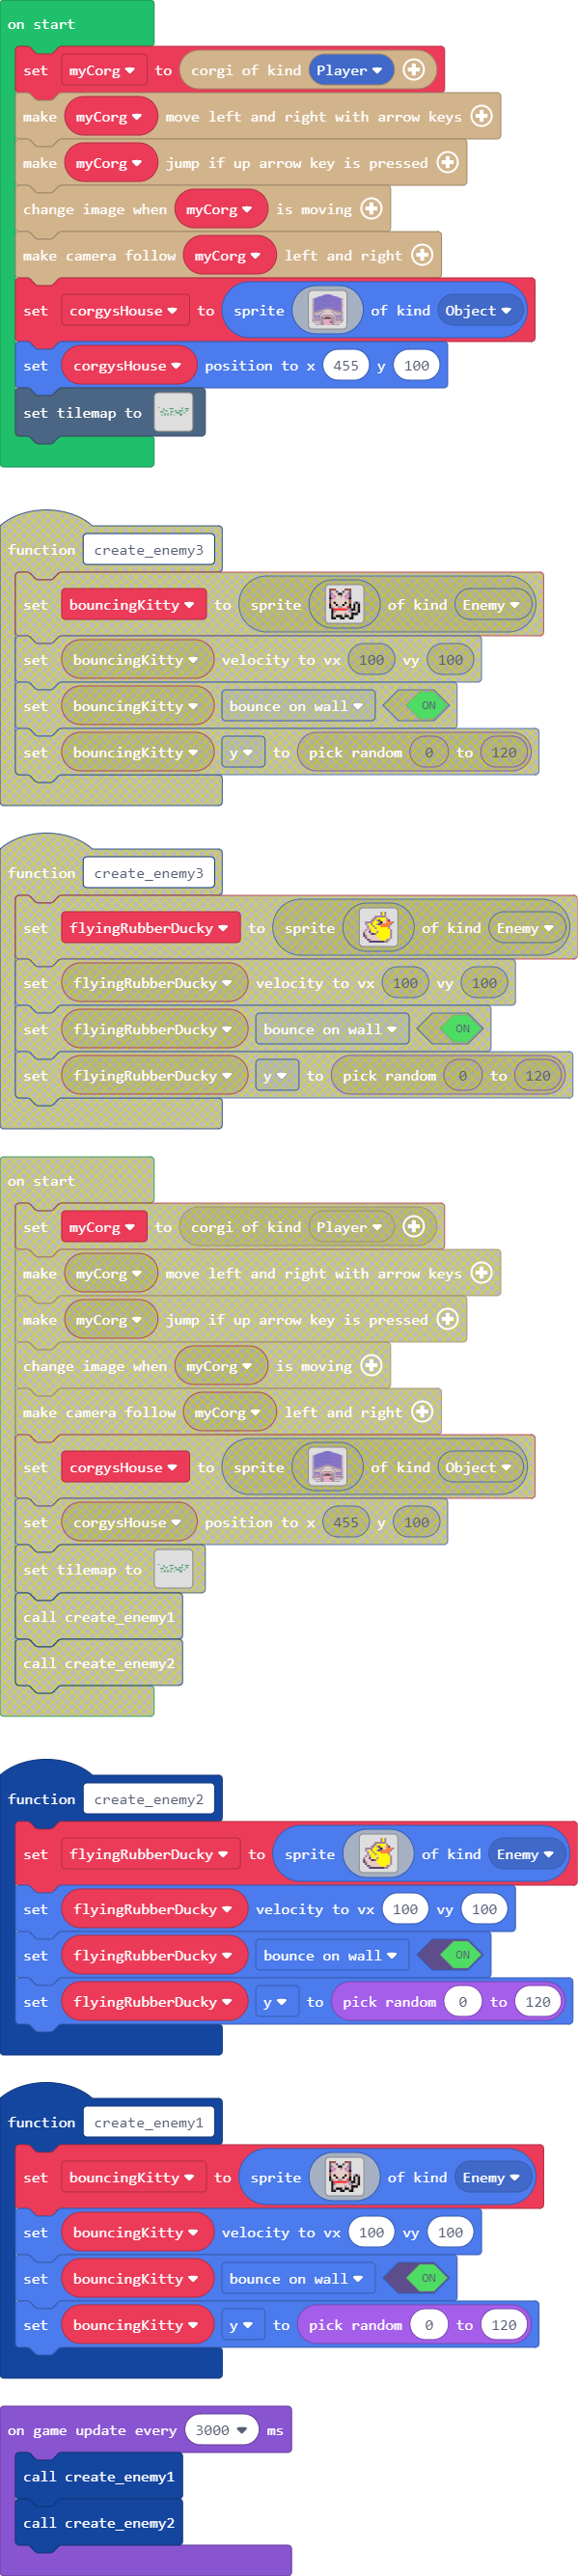 on start
set myCorg to corgi of kind Player
make myCorg move left and right with arrow keys
make myCorg jump if up arrow key is pressed
change image when myCorg is moving
make camera follow myCorg left and right
set corgysHouse to sprite of kind Object
set corgysHouse position to x 455 y 100
set tilemap to
function create_enemy3
set bouncingKitty to sprite of kind Enemy
set bouncingKitty velocity to vx 100 vy 100
set bouncingKitty bounce on wall ON
set bouncingKitty y to pick random 0 to 120
function create_enemy3
set flyingRubberDucky to sprite of kind Enemy
set flyingRubberDucky velocity to vx 100 vy 100
set flyingRubberDucky bounce on wall ON
set flyingRubberDucky y to pick random 0 to 120
on start
set myCorg to corgi of kind Player
make myCorg move left and right with arrow keys
make myCorg jump if up arrow key is pressed
change image when myCorg is moving
make camera follow myCorg left and right
set corgysHouse to sprite of kind Object
set corgysHouse position to x 455 y 100
set tilemap to
call create_enemy1
call create_enemy2
function create_enemy2
set flyingRubberDucky to sprite of kind Enemy
set flyingRubberDucky velocity to vx 100 vy 100
set flyingRubberDucky bounce on wall ON
set flyingRubberDucky y to pick random 0 to 120
function create_enemy1
set bouncingKitty to sprite of kind Enemy
set bouncingKitty velocity to vx 100 vy 100
set bouncingKitty bounce on wall ON
set bouncingKitty y to pick random 0 to 120
on game update every 3000 ms
call create_enemy1
call create_enemy2